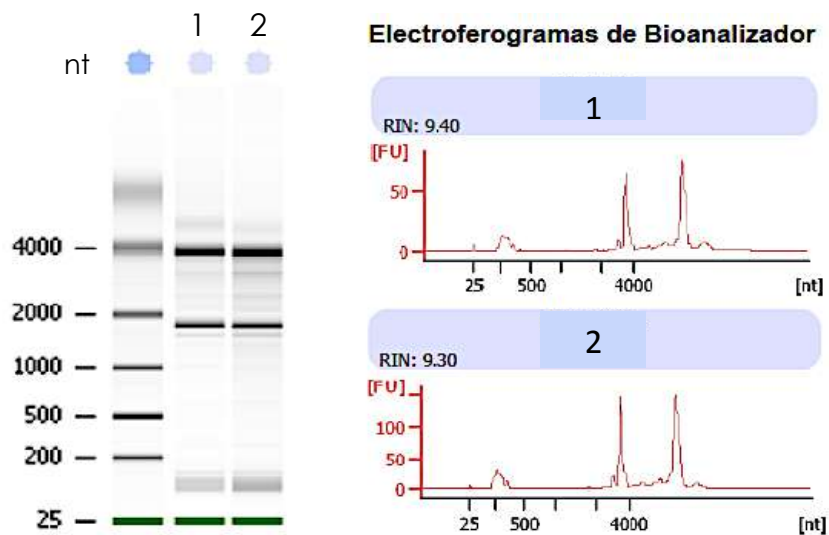 1 2
nt
4000
2000
1000
500
200
25
Electroferogramas de Bioanalizador
1
RIN: 9.40
[FU]
50
0
25 500 4000 [nt]
2
RIN: 9.30
[FU]
100
50
0
25 500 4000 [nt]